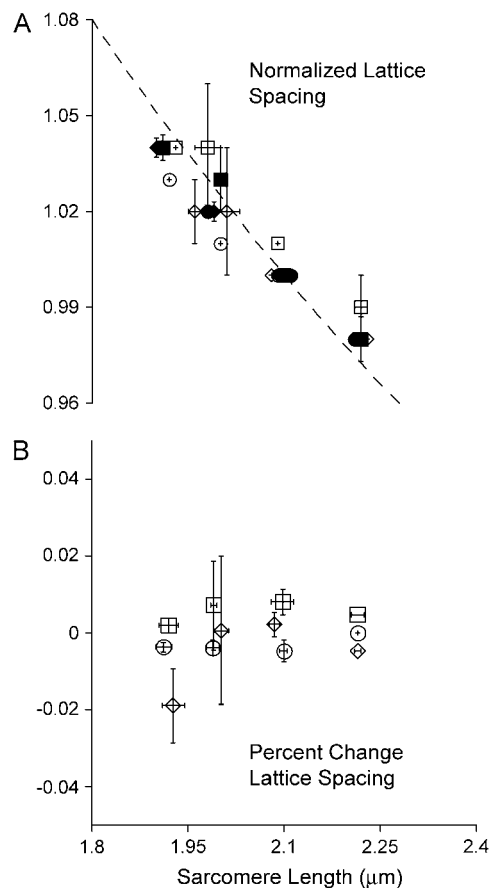 A
1.08
1.05
1.02
0.99
0.96
Normalized Lattice
Spacing
B
0.04
0.02
0
-0.02
-0.04
Percent Change
Lattice Spacing
1.8
1.95
2.1
2.25
2.4
Sarcomere Length (μm)